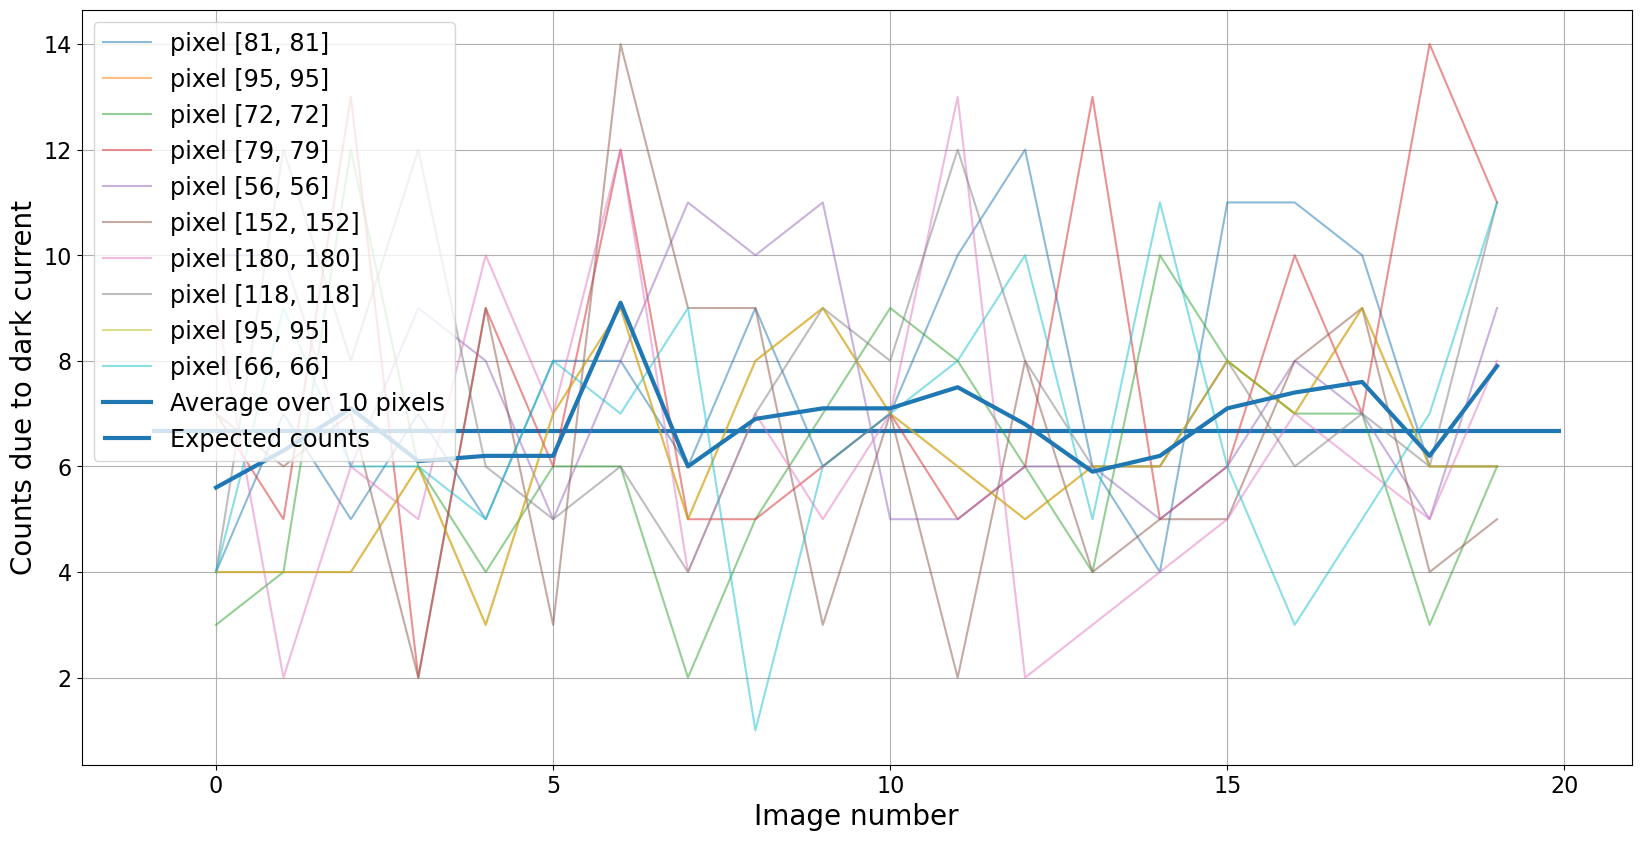 pixel [81, 81]
pixel [95, 95]
pixel [72, 72]
pixel [79, 79]
pixel [56, 56]
pixel [152, 152]
pixel [180, 180]
pixel [118, 118]
pixel [95, 95]
pixel [66, 66]
Average over 10 pixels
Expected counts
14
12
10
8
6
4
2
Counts due to dark current
0 5 10 15 20
Image number